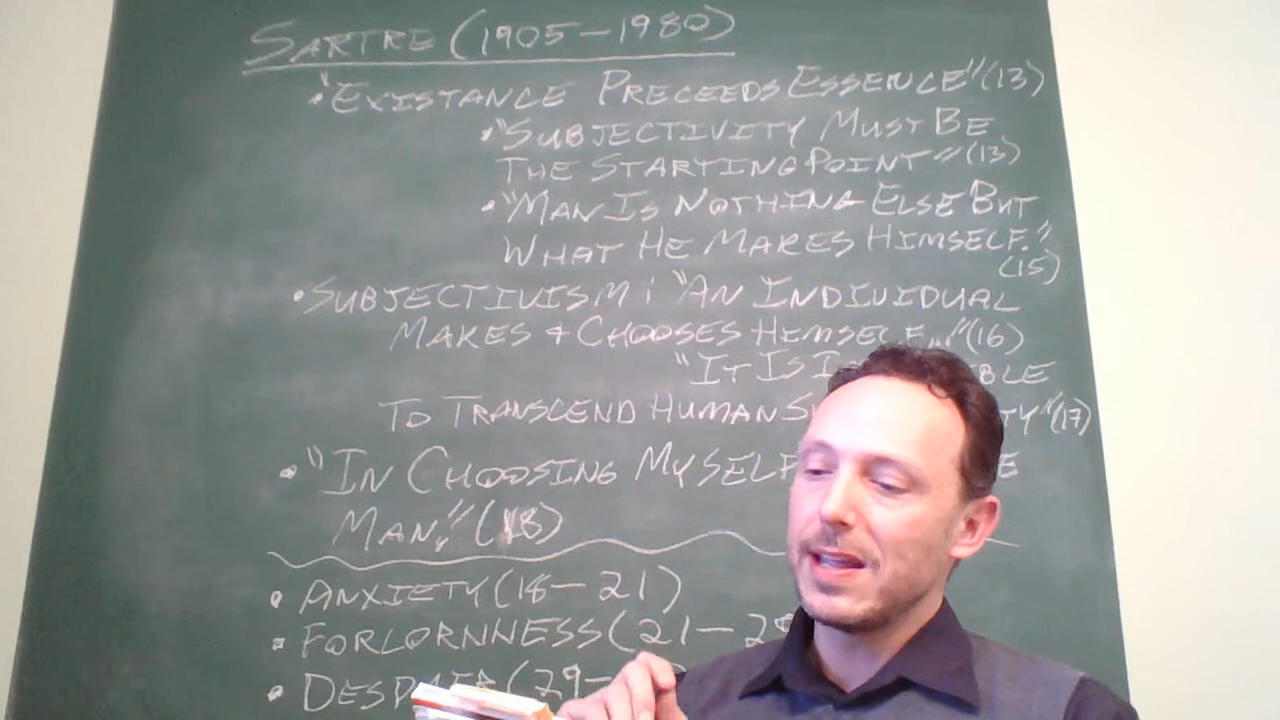 SARTRE (1905-1980)
• "EXISTANCE PRECEEDS ESSENCE" (13)
• "SUBJECTIVITY MUST BE
THE STARTING POINT" (13)
• "MAN IS NOTHING ELSE BUT
WHAT HE MAKES HIMSELF."
(15)
• SUBJECTIVISM: "AN INDIVIDUAL
MAKES & CHOOSES HIMSELF..." (16)
"IT IS
TO TRANSCEND HUMAN (17)
• "IN CHOOSING MYSELF
MAN." (18)
• ANXIETY (18-21)
• FORLORNNESS (21-
• (29-